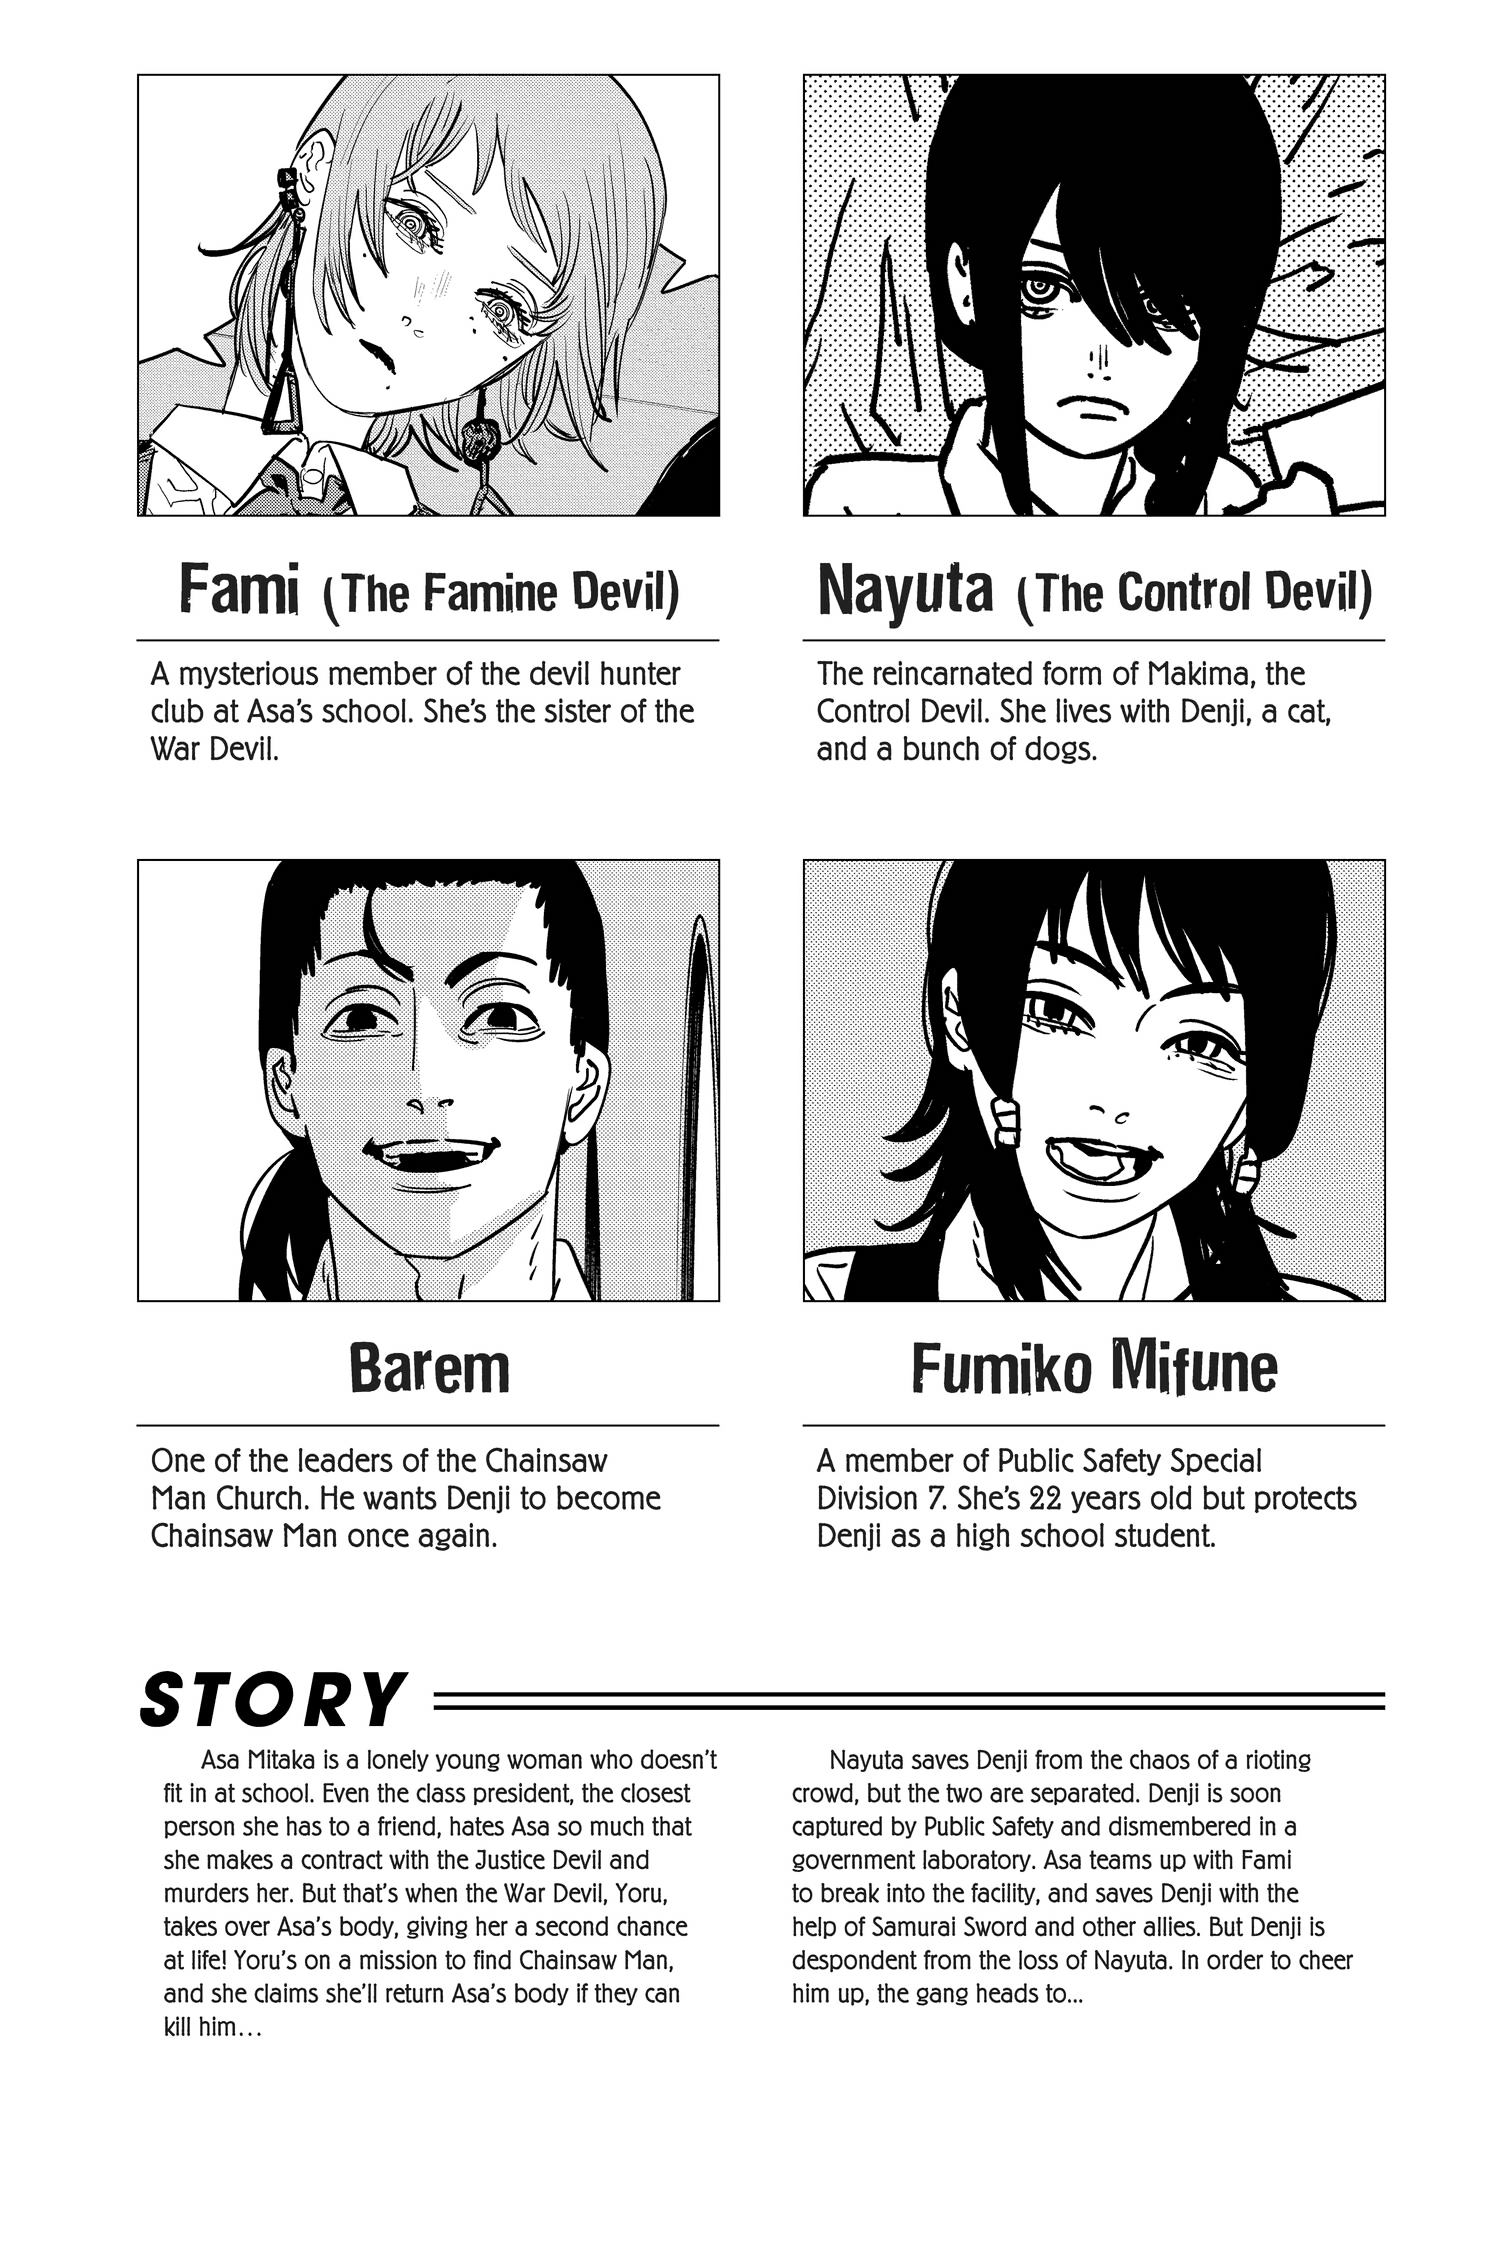 Fami (The Famine Devil)
A mysterious member of the devil hunter
club at Asa's school. She's the sister of the
War Devil.
Nayuta (The Control Devil)
The reincarnated form of Makima, the
Control Devil. She lives with Denji, a cat,
and a bunch of dogs.
Barem
One of the leaders of the Chainsaw
Man Church. He wants Denji to become
Chainsaw Man once again.
Fumiko Mifune
A member of Public Safety Special
Division 7. She's 22 years old but protects
Denji as a high school student.
STORY
Asa Mitaka is a lonely young woman who doesn't
fit in at school. Even the class president, the closest
person she has to a friend, hates Asa so much that
she makes a contract with the Justice Devil and
murders her. But that's when the War Devil, Yoru,
takes over Asa's body, giving her a second chance
at life! Yoru's on a mission to find Chainsaw Man,
and she claims she'll return Asa's body if they can
kill him...
Nayuta saves Denji from the chaos of a rioting
crowd, but the two are separated. Denji is soon
captured by Public Safety and dismembered in a
government laboratory. Asa teams up with Fami
to break into the facility, and saves Denji with the
help of Samurai Sword and other allies. But Denji is
despondent from the loss of Nayuta. In order to cheer
him up, the gang heads to...